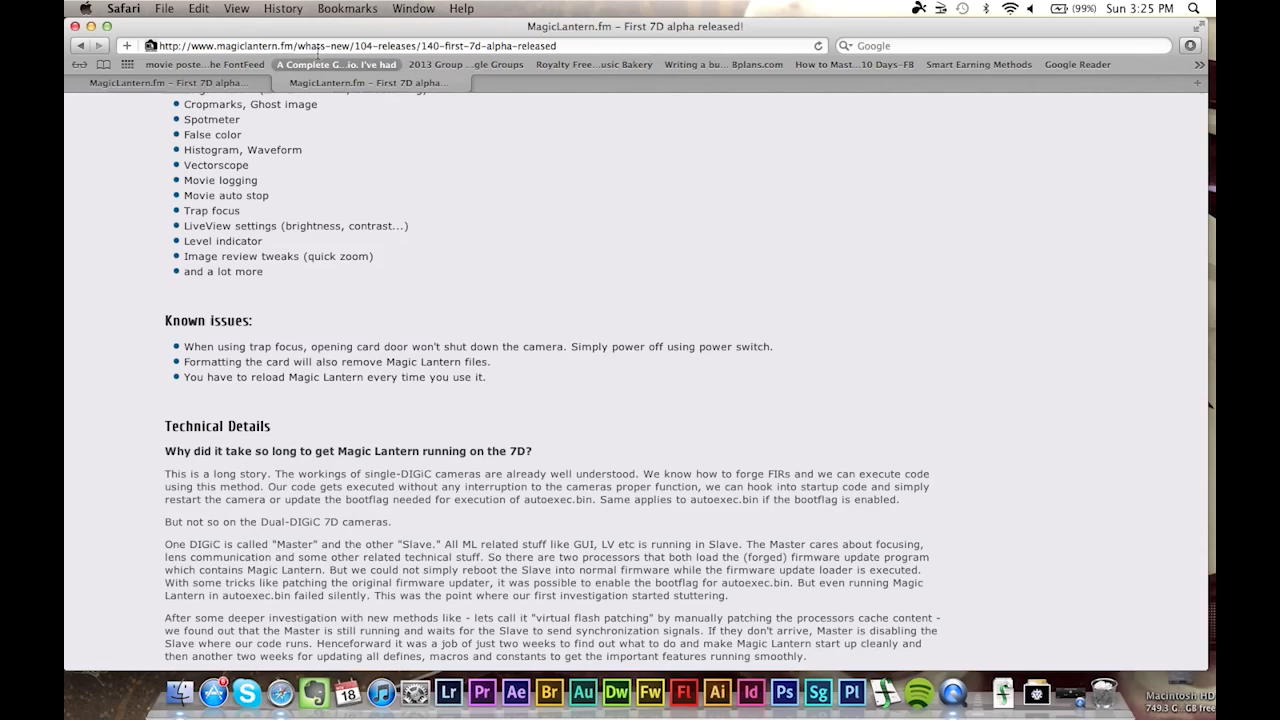 Safari File Edit View History Bookmarks Window Help (99%) Sun 3:25 PM
MagicLantern.fm – First 7D alpha released!
http://www.magiclantern.fm/whats-new/104-releases/140-first-7d-alpha-released Google
movie poste...he FontFeed A Complete G...io. I've had 2013 Group ...gle Groups Royalty Free...usic Bakery Writing a bu... Bplans.com How to Mast...10 Days–FB Smart Earning Methods Google Reader
MagicLantern.fm – First 7D alpha... MagicLantern.fm – First 7D alpha...
Cropmarks, Ghost image
Spotmeter
False color
Histogram, Waveform
Vectorscope
Movie logging
Movie auto stop
Trap focus
LiveView settings (brightness, contrast...)
Level indicator
Image review tweaks (quick zoom)
and a lot more
Known issues:
When using trap focus, opening card door won't shut down the camera. Simply power off using power switch.
Formatting the card will also remove Magic Lantern files.
You have to reload Magic Lantern every time you use it.
Technical Details
Why did it take so long to get Magic Lantern running on the 7D?
This is a long story. The workings of single-DIGiC cameras are already well understood. We know how to forge FIRs and we can execute code
using this method. Our code gets executed without any interruption to the cameras proper function, we can hook into startup code and simply
restart the camera or update the bootflag needed for execution of autoexec.bin. Same applies to autoexec.bin if the bootflag is enabled.
But not so on the Dual-DIGiC 7D cameras.
One DIGiC is called "Master" and the other "Slave." All ML related stuff like GUI, LV etc is running in Slave. The Master cares about focusing,
lens communication and some other related technical stuff. So there are two processors that both load the (forged) firmware update program
which contains Magic Lantern. But we could not simply reboot the Slave into normal firmware while the firmware update loader is executed.
With some tricks like patching the original firmware updater, it was possible to enable the bootflag for autoexec.bin. But even running Magic
Lantern in autoexec.bin failed silently. This was the point where our first investigation started stuttering.
After some deeper investigation with new methods like - lets call it "virtual flash patching" by manually patching the processors cache content -
we found out that the Master is still running and waits for the Slave to send synchronization signals. If they don't arrive, Master is disabling the
Slave where our code runs. Henceforward it was a job of just two weeks to find out what to do and make Magic Lantern start up cleanly and
then another two weeks for updating all defines, macros and constants to get the important features running smoothly.
18 Lr Pr Ae Br Au Dw Fw Fl Ai Id Ps Sg Pl
Macintosh HD
749.3 G...GB free